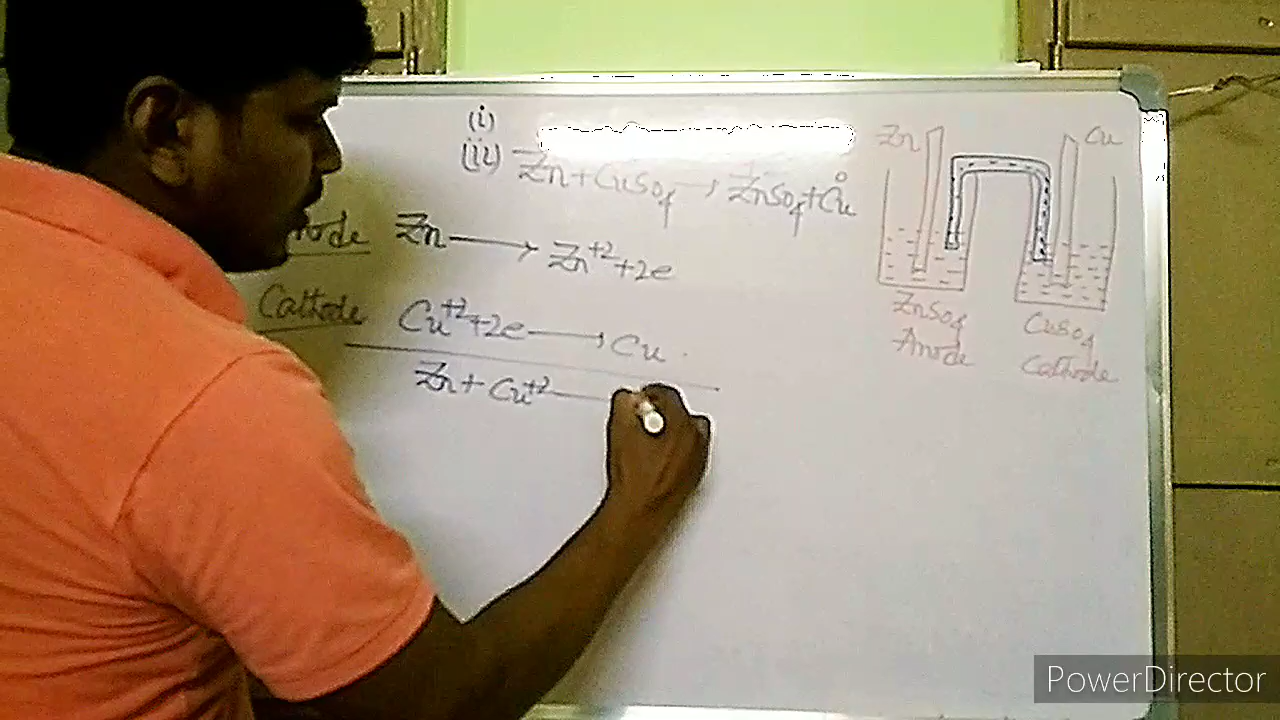 (i)
(ii) Zn + CuSO4 → ZnSO4 + Cu
Zn → Zn+2 + 2e
Cathode Cu+2 + 2e → Cu
Zn + Cu+2
Zn Cu
ZnSO4 CuSO4
Anode Cathode
PowerDirector